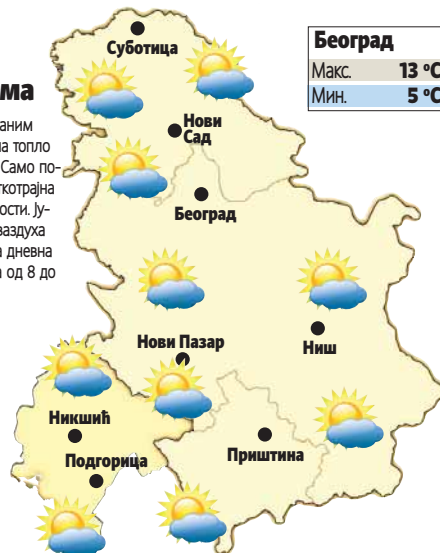 ма
аним
на топло
Само по-
ткотрајна
ости. Ју-
ваздуха
а дневна
а од 8 до
Београд
Макс. 13 °C
Мин. 5 °C
Суботица
Нови
Сад
Београд
Нови Пазар
Ниш
Никшић
Подгорица
Приштина